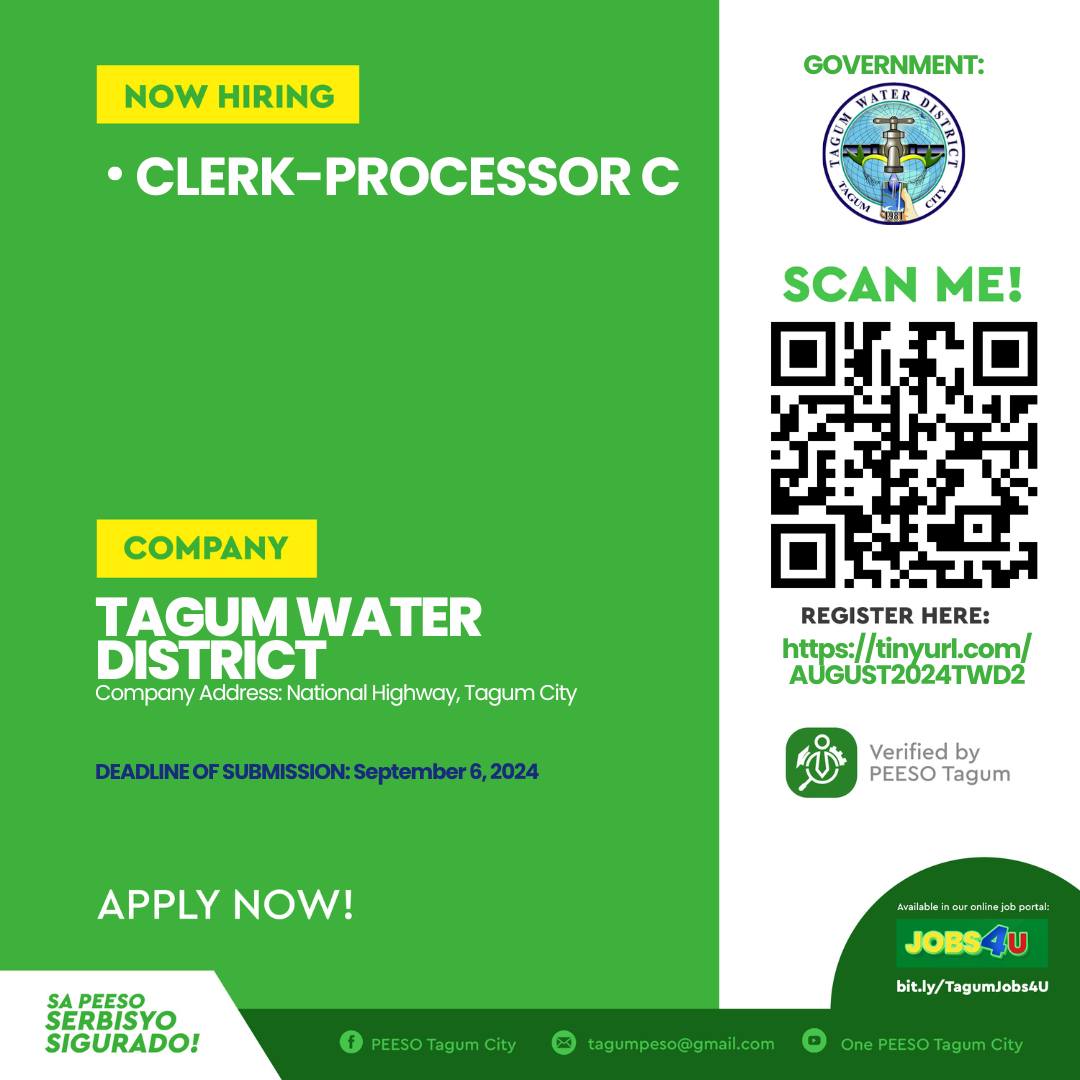 NOW HIRING
• CLERK-PROCESSOR C
COMPANY
TAGUM WATER
DISTRICT
Company Address: National Highway, Tagum City
DEADLINE OF SUBMISSION: September 6, 2024
APPLY NOW!
GOVERNMENT:
TAGUM WATER DISTRICT
TAGUM CITY
1981
SCAN ME!
REGISTER HERE:
https://tinyurl.com/
AUGUST2024TWD2
Verified by
PEESO Tagum
Available in our online job portal:
JOBS4U
bit.ly/TagumJobs4U
SA PEESO
SERBISYO
SIGURADO!
PEESO Tagum City
tagumpeso@gmail.com
One PEESO Tagum City